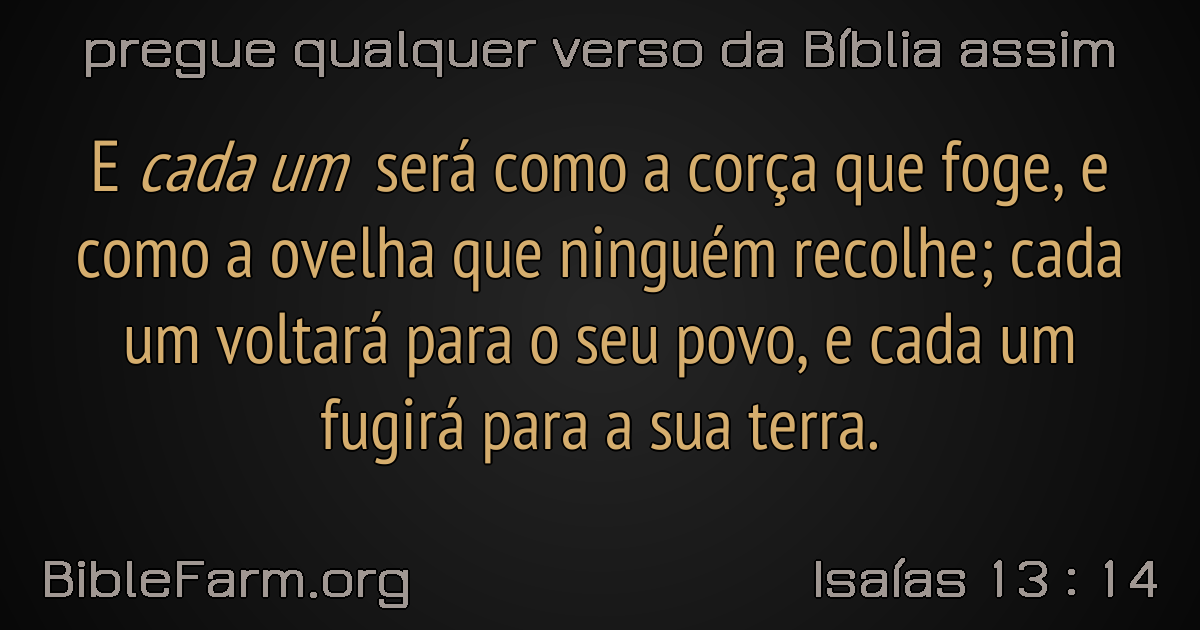 pregue qualquer verso da Bíblia assim
E cada um será como a corça que foge, e
como a ovelha que ninguém recolhe; cada
um voltará para o seu povo, e cada um
fugirá para a sua terra.
BibleFarm.org
Isaías 13 : 14